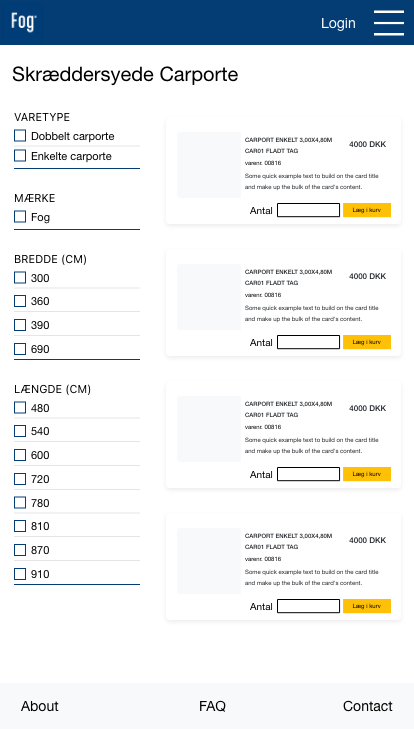 Fog
Login
Skræddersyede Carporte
VARETYPE
Dobbelt carporte
Enkelte carporte
MÆRKE
Fog
BREDDE (CM)
300
360
390
690
LÆNGDE (CM)
480
540
600
720
780
810
870
910
CARPORT ENKELT 3,00X4,80M
CAR01 FLADT TAG
4000 DKK
varenr. 00816
Some quick example text to build on the card title
and make up the bulk of the card's content.
Antal
Læg i kurv
CARPORT ENKELT 3,00X4,80M
CAR01 FLADT TAG
4000 DKK
varenr. 00816
Some quick example text to build on the card title
and make up the bulk of the card's content.
Antal
Læg i kurv
CARPORT ENKELT 3,00X4,80M
CAR01 FLADT TAG
4000 DKK
varenr. 00816
Some quick example text to build on the card title
and make up the bulk of the card's content.
Antal
Læg i kurv
CARPORT ENKELT 3,00X4,80M
CAR01 FLADT TAG
4000 DKK
varenr. 00816
Some quick example text to build on the card title
and make up the bulk of the card's content.
Antal
Læg i kurv
About
FAQ
Contact